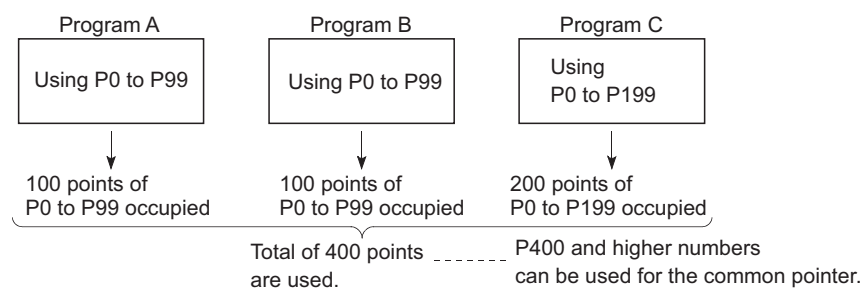 Program A
Program B
Program C
Using P0 to P99
Using P0 to P99
Using
P0 to P199
100 points of
P0 to P99 occupied
100 points of
P0 to P99 occupied
200 points of
P0 to P199 occupied
Total of 400 points
are used.
P400 and higher numbers
can be used for the common pointer.